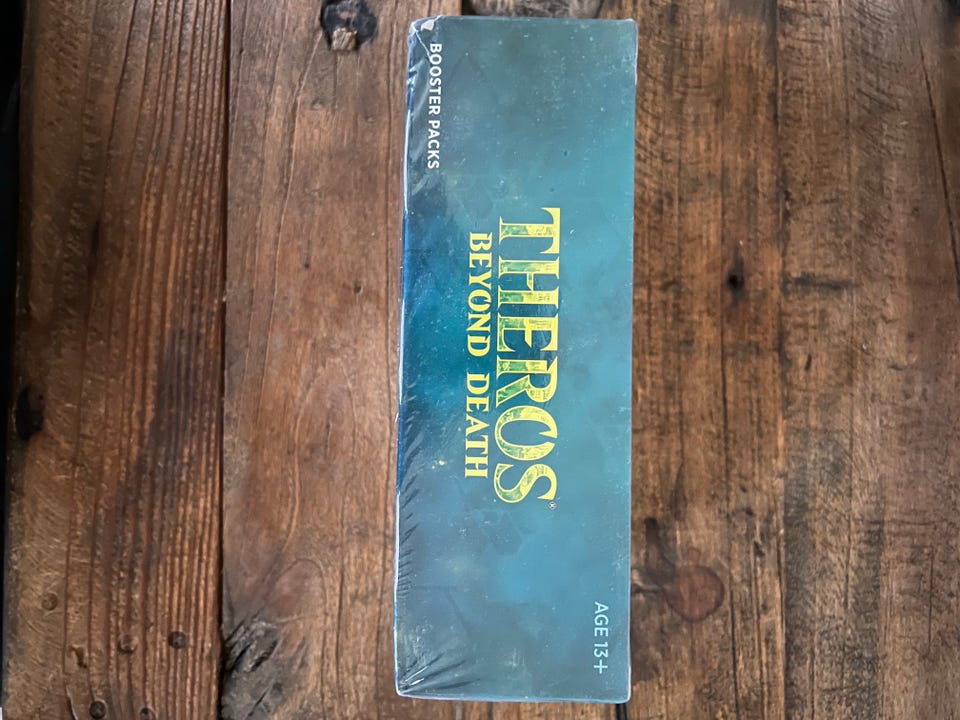 AGE 13+
THEROS®
BEYOND DEATH
BOOSTER PACKS